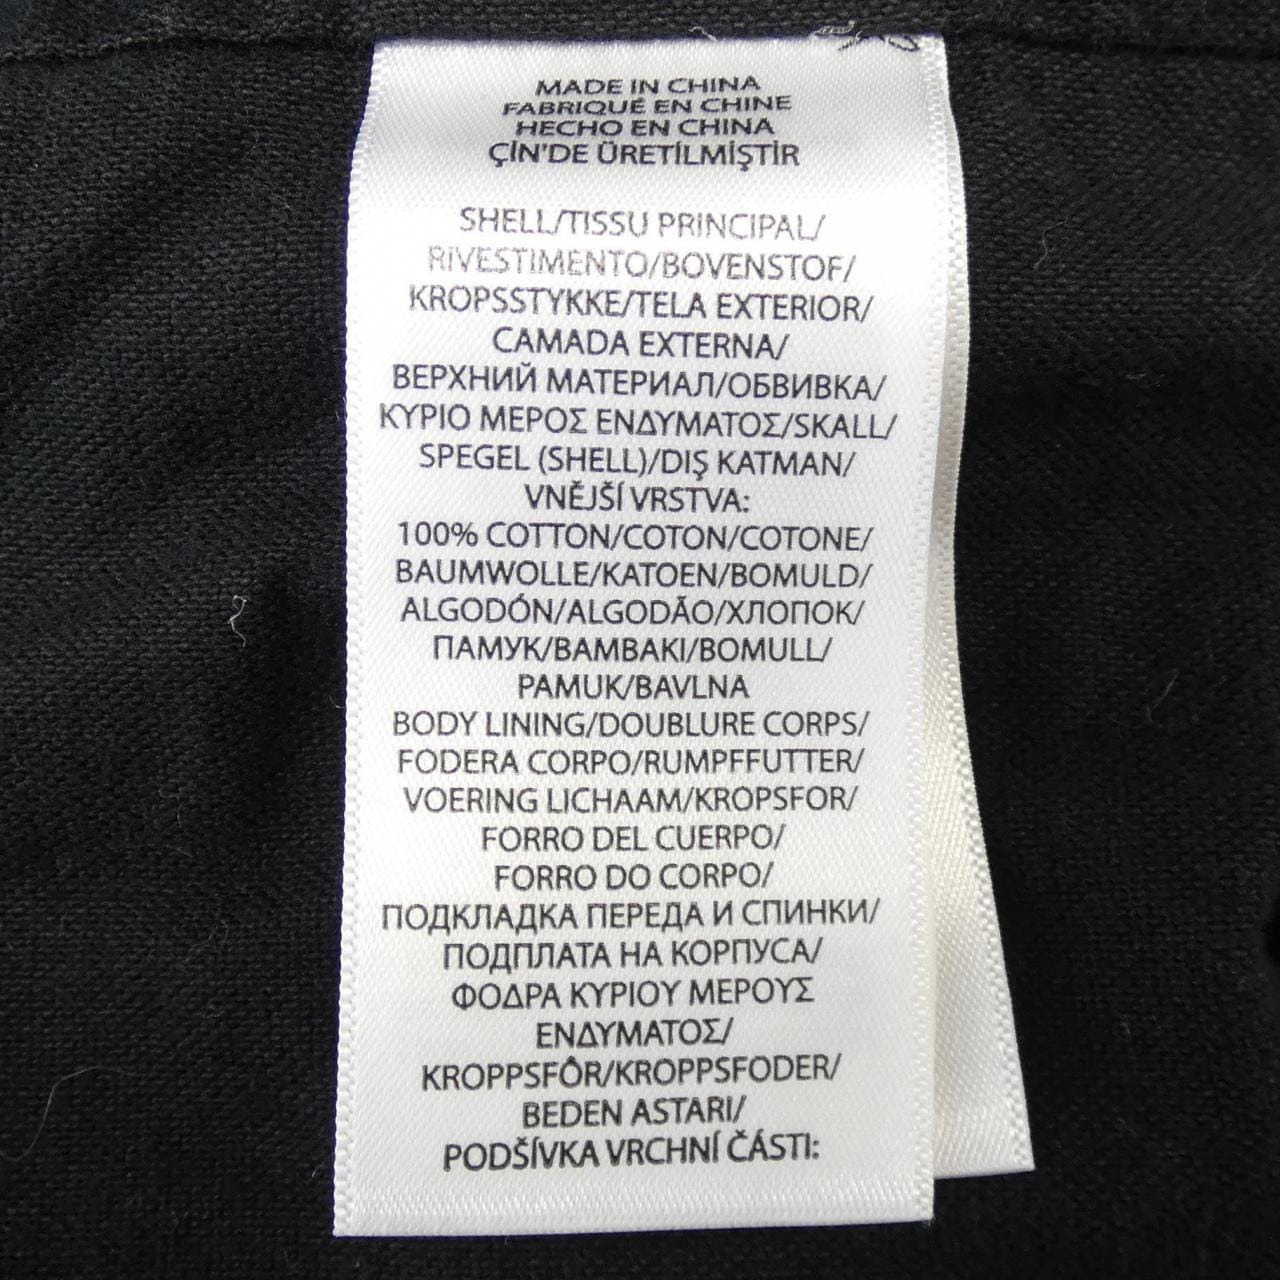 MADE IN CHINA
FABRIQUÉ EN CHINE
HECHO EN CHINA
ÇİN'DE ÜRETİLMİŞTİR
SHELL/TISSU PRINCIPAL/
RIVESTIMENTO/BOVENSTOF/
KROPSSTYKKE/TELA EXTERIOR/
CAMADA EXTERNA/
ВЕРХНИЙ МАТЕРИАЛ/ОБВИВКА/
ΚΥΡΙΟ ΜΕΡΟΣ ΕΝΔΥΜΑΤΟΣ/SKALL/
SPEGEL (SHELL)/DIŞ KATMAN/
VNĚJŠÍ VRSTVA:
100% COTTON/COTON/COTONE/
BAUMWOLLE/KATOEN/BOMULD/
ALGODÓN/ALGODÃO/ХЛОПОК/
ПАМУК/ΒΑΜΒΑΚΙ/BOMULL/
PAMUK/BAVLNA
BODY LINING/DOUBLURE CORPS/
FODERA CORPO/RUMPFFUTTER/
VOERING LICHAAM/KROPSFOR/
FORRO DEL CUERPO/
FORRO DO CORPO/
ПОДКЛАДКА ПЕРЕДА И СПИНКИ/
ПОДПЛАТА НА КОРПУСА/
ΦΟΔΡΑ ΚΥΡΙΟΥ ΜΕΡΟΥΣ
ΕΝΔΥΜΑΤΟΣ/
KROPPSFÔR/KROPPSFODER/
BEDEN ASTARI/
PODŠÍVKA VRCHNÍ ČÁSTI: